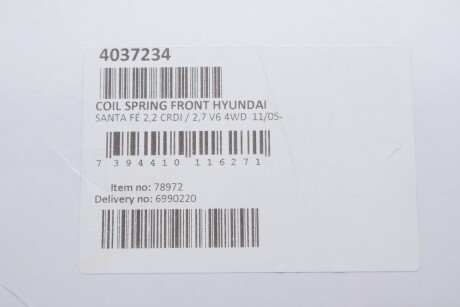 4037234
COIL SPRING FRONT HYUNDAI
SANTA FÉ 2,2 CRDI / 2,7 V6 4WD 11/05-
7 394410 116271
Item no: 78972
Delivery no: 6990220